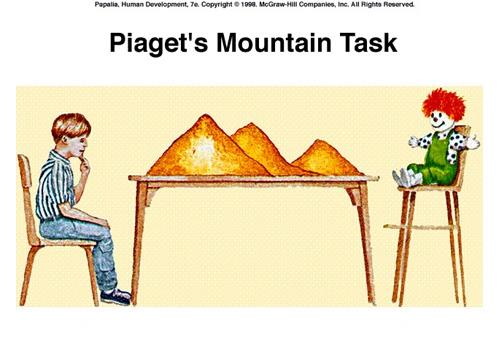 Papalia, Human Development, 7e. Copyright © 1998. McGraw-Hill Companies, Inc. All Rights Reserved.
Piaget's Mountain Task